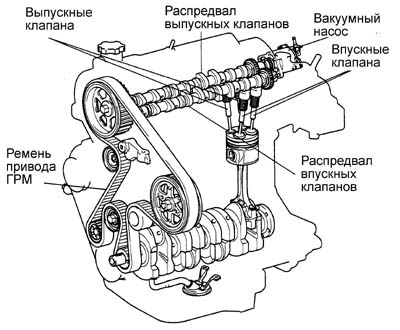 Выпускные
клапана
Распредвал
выпускных клапанов
Вакуумный
насос
Впускные
клапана
Ремень
привода
ГРМ
Распредвал
впускных
клапанов